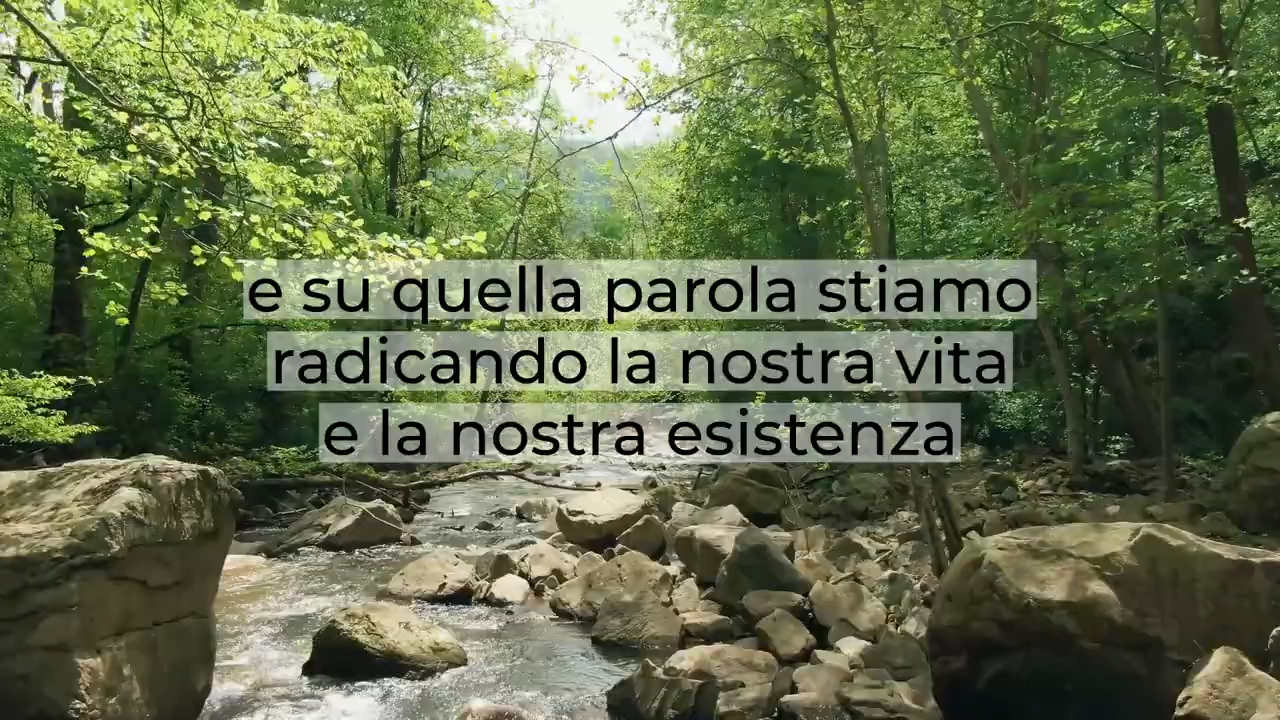 e su quella parola stiamo
radicando la nostra vita
e la nostra esistenza